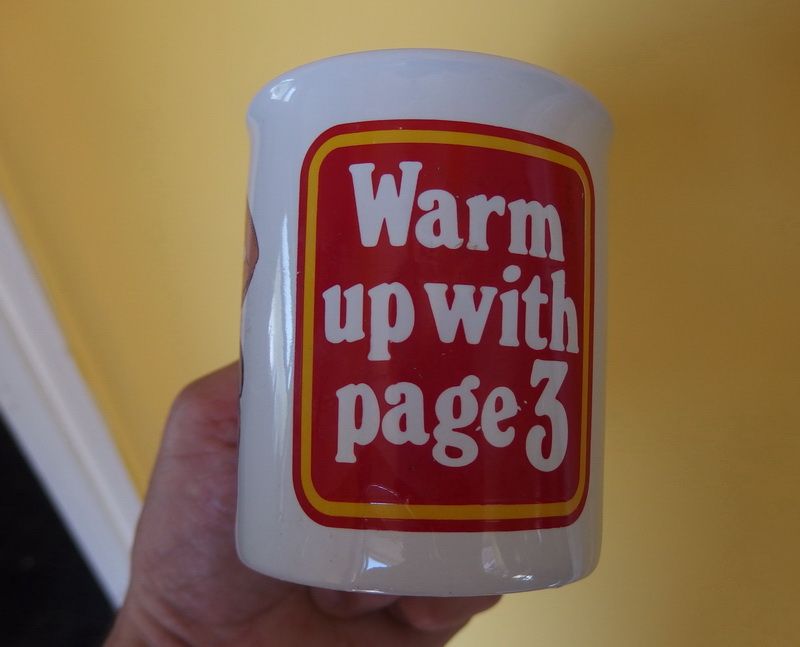 Warm
up with
page 3